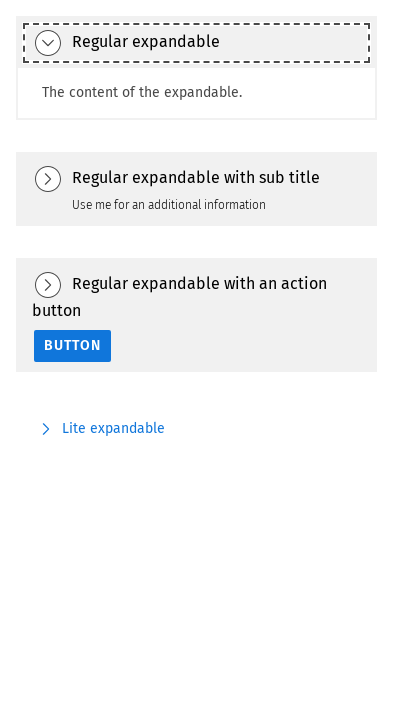 Regular expandable
The content of the expandable.
Regular expandable with sub title
Use me for an additional information
Regular expandable with an action
button
BUTTON
Lite expandable